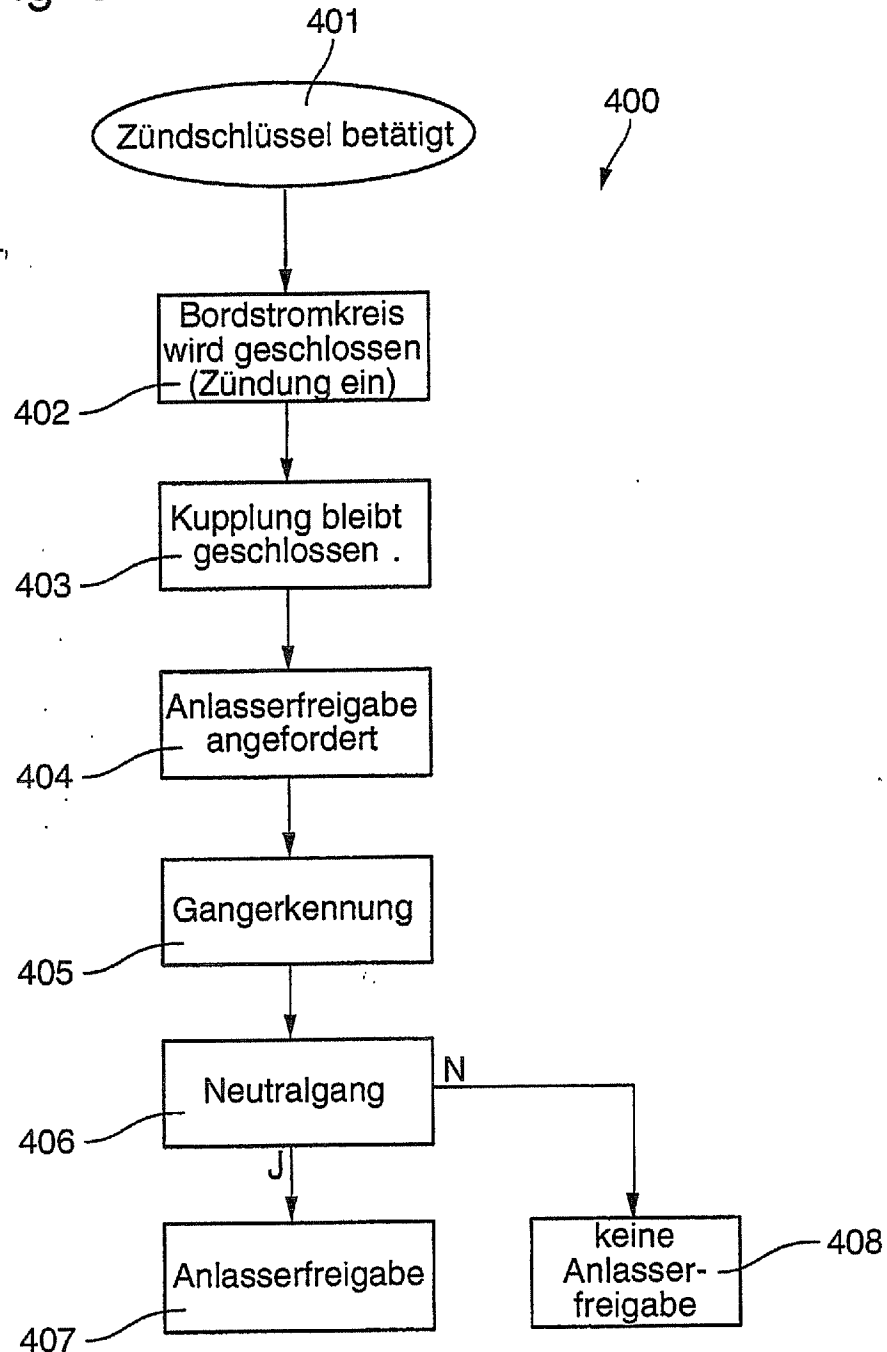 401
400
Zündschlüssel betätigt
Bordstromkreis
wird geschlossen
(Zündung ein)
402
Kupplung bleibt
geschlossen .
403
Anlasserfreigabe
angefordert
404
Gangerkennung
405
Neutralgang
N
406
J
Anlasserfreigabe
407
keine
Anlasser-
freigabe
408